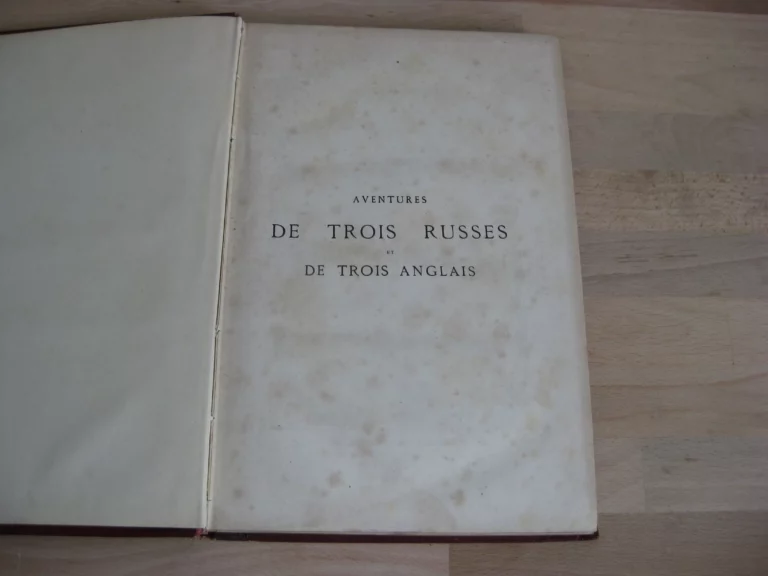 AVENTURES
DE TROIS RUSSES
ET
DE TROIS ANGLAIS